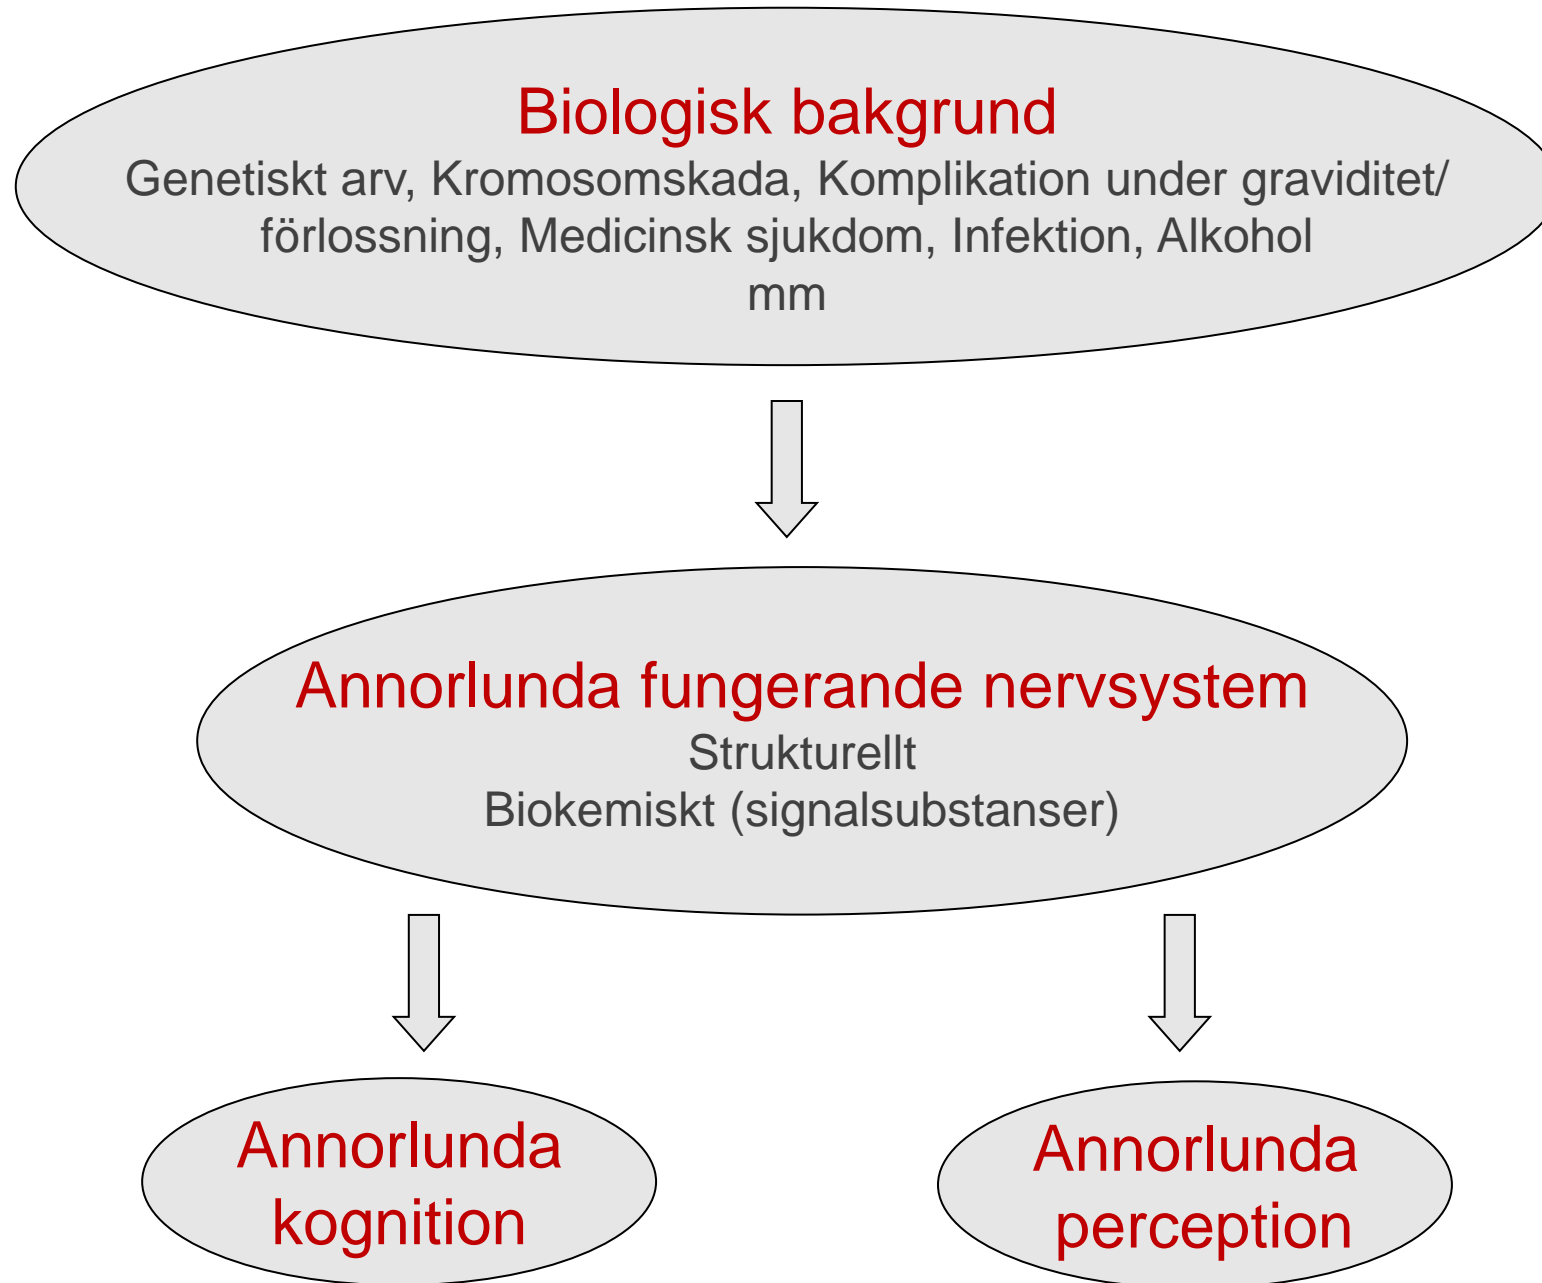 Biologisk bakgrund
Genetiskt arv, Kromosomskada, Komplikation under graviditet/
förlossning, Medicinsk sjukdom, Infektion, Alkohol
mm
Annorlunda fungerande nervsystem
Strukturellt
Biokemiskt (signalsubstanser)
Annorlunda
kognition
Annorlunda
perception